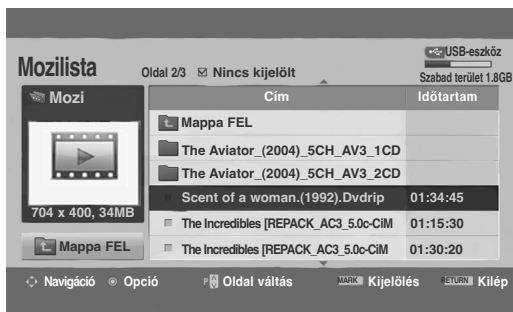 Mozilista
Oldal 2/3 Nincs kijelölt
USB-eszköz
Szabad terület 1.8GB
Mozi
704 x 400, 34MB
Mappa FEL
Cím Időtartam
Mappa FEL
The Aviator_(2004)_5CH_AV3_1CD
The Aviator_(2004)_5CH_AV3_2CD
Scent of a woman.(1992).Dvdrip 01:34:45
The Incredibles [REPACK_AC3_5.0c-CiM 01:15:30
The Incredibles [REPACK_AC3_5.0c-CiM 01:30:20
Navigáció Opció P Oldal váltás MARK Kijelölés RETURN Kilép